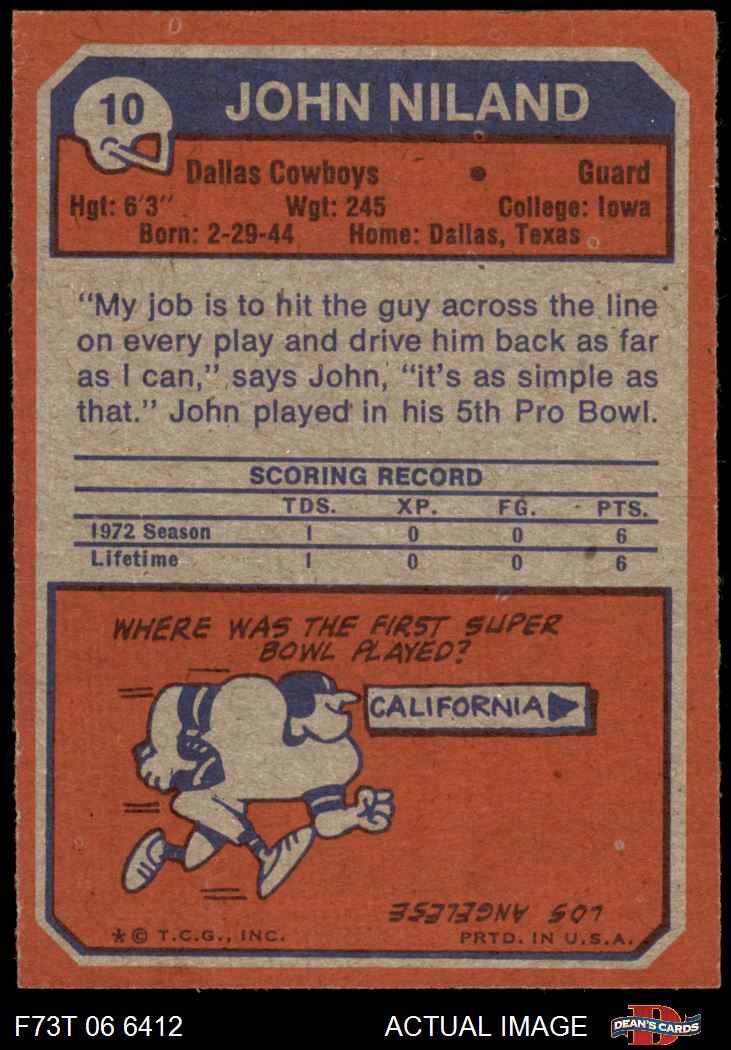 10
JOHN NILAND
Dallas Cowboys • Guard
Hgt: 6'3" Wgt: 245 College: Iowa
Born: 2-29-44 Home: Dallas, Texas
"My job is to hit the guy across the line
on every play and drive him back as far
as I can," says John, "it's as simple as
that." John played in his 5th Pro Bowl.
SCORING RECORD
TDS. XP. FG. PTS.
1972 Season 1 0 0 6
Lifetime 1 0 0 6
WHERE WAS THE FIRST SUPER
BOWL PLAYED?
CALIFORNIA
LOS ANGELESE
* © T.C.G., INC. PRTD. IN U.S.A.
F73T 06 6412 ACTUAL IMAGE
D
DEAN'S CARDS